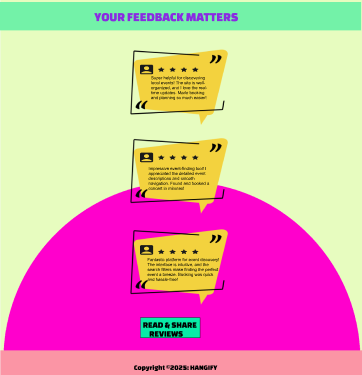 YOUR FEEDBACK MATTERS
Super helpful for discovering
local events! The site is well-
organized, and I love the real-
time updates. Made booking
and planning so much easier!
Impressive event-finding tool! I
appreciated the detailed event
descriptions and smooth
navigation. Found and booked a
concert in minutes!
Fantastic platform for event discovery!
The interface is intuitive, and the
search filters make finding the perfect
event a breeze. Booking was quick
and hassle-free!
READ & SHARE
REVIEWS
Copyright ©2025: HANGIFY